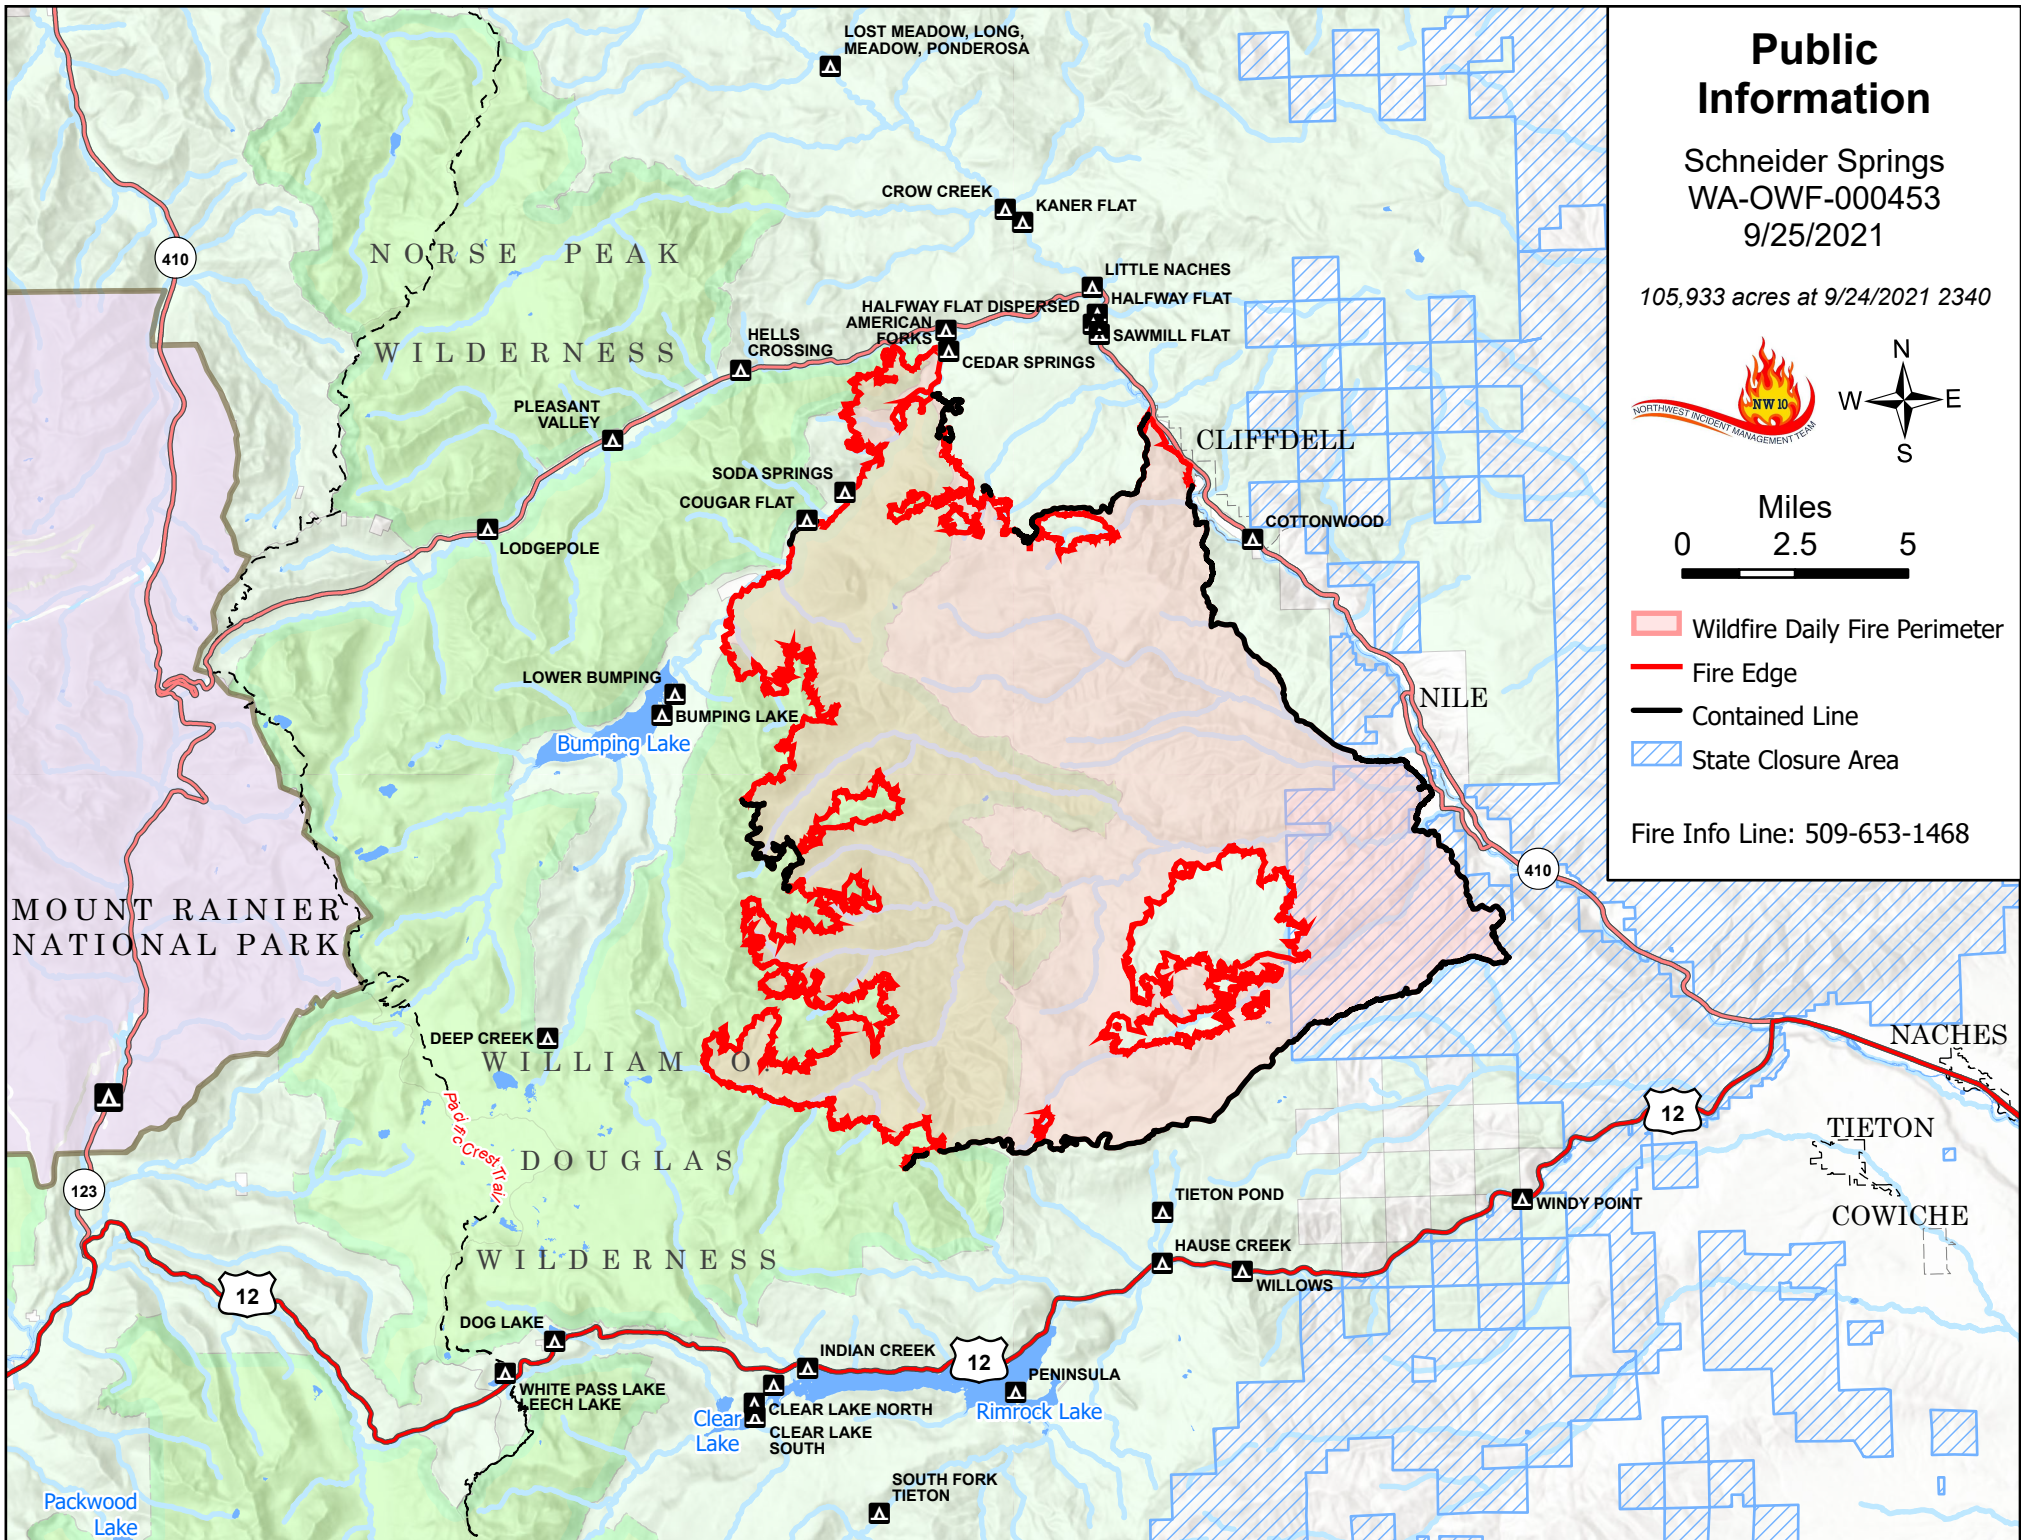 Public
Information
Schneider Springs
WA-OWF-000453
9/25/2021
105,933 acres at 9/24/2021 2340
NW 10
NORTHWEST INCIDENT MANAGEMENT TEAM
N
W
E
S
Miles
0 2.5 5
Wildfire Daily Fire Perimeter
Fire Edge
Contained Line
State Closure Area
Fire Info Line: 509-653-1468
LOST MEADOW, LONG,
MEADOW, PONDEROSA
CROW CREEK
KANER FLAT
410
NORSE PEAK
WILDERNESS
LITTLE NACHES
HALFWAY FLAT DISPERSED
HALFWAY FLAT
AMERICAN
FORKS
SAWMILL FLAT
HELLS
CROSSING
CEDAR SPRINGS
PLEASANT
VALLEY
CLIFFDELL
SODA SPRINGS
COUGAR FLAT
COTTONWOOD
LODGEPOLE
LOWER BUMPING
BUMPING LAKE
Bumping Lake
NILE
410
MOUNT RAINIER
NATIONAL PARK
DEEP CREEK
WILLIAM O.
DOUGLAS
WILDERNESS
Pacific Crest Trail
NACHES
12
TIETON
COWICHE
123
TIETON POND
WINDY POINT
HAUSE CREEK
WILLOWS
12
DOG LAKE
INDIAN CREEK
12
PENINSULA
WHITE PASS LAKE
LEECH LAKE
CLEAR LAKE NORTH
Rimrock Lake
Clear
Lake
CLEAR LAKE
SOUTH
SOUTH FORK
TIETON
Packwood
Lake